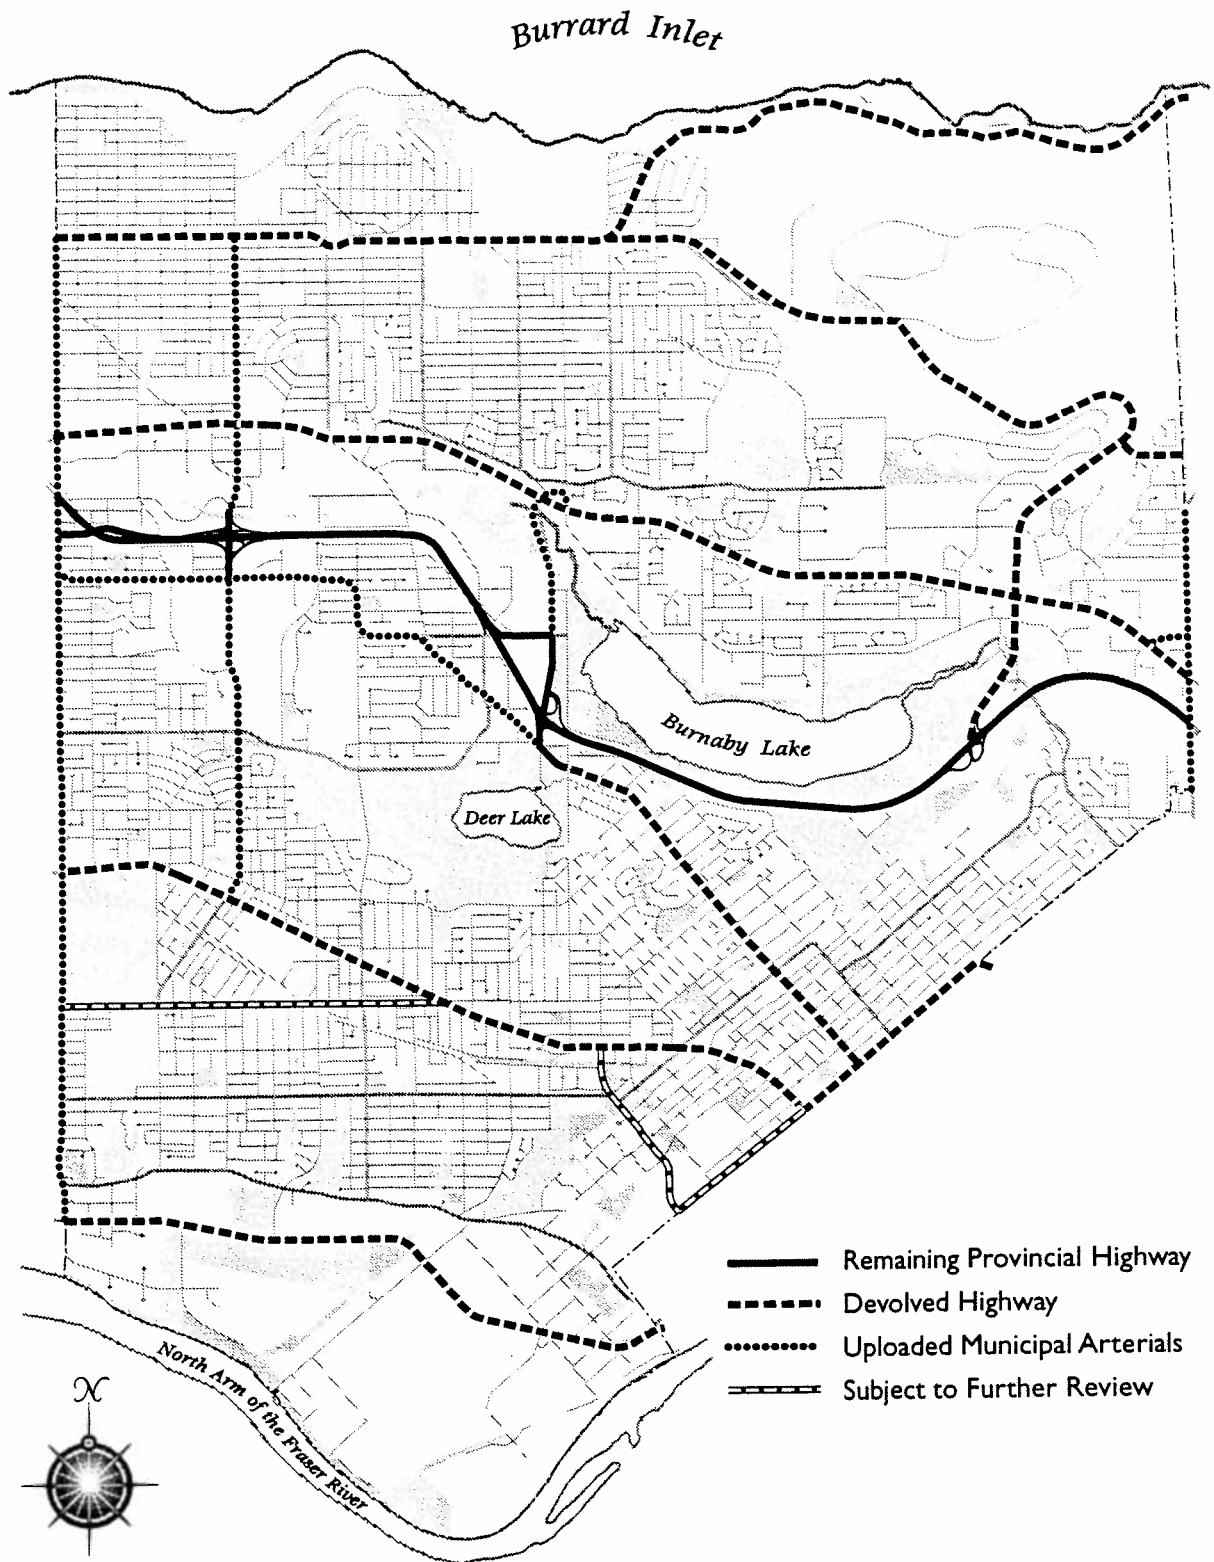 Burrard Inlet
Burnaby Lake
Deer Lake
Remaining Provincial Highway
Devolved Highway
Uploaded Municipal Arterials
Subject to Further Review
North Arm of the Fraser River
N